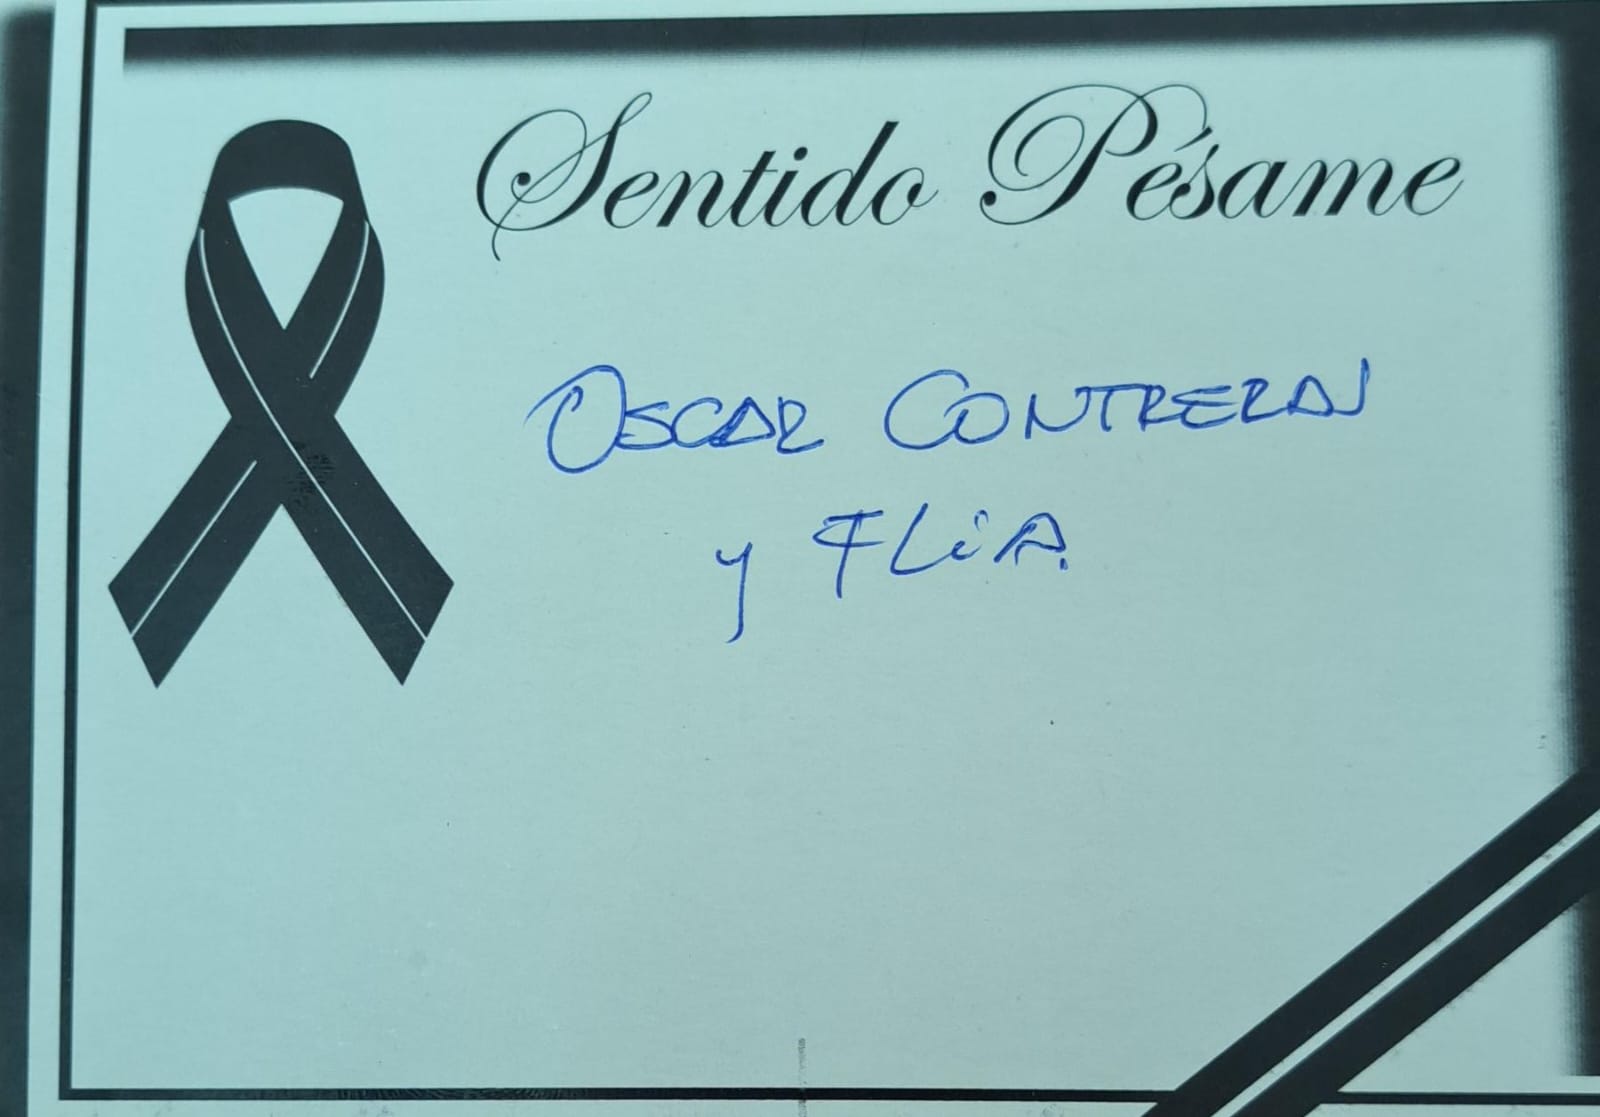 Sentido Pésame
OSCAR CONTRERAS
y FLiA.